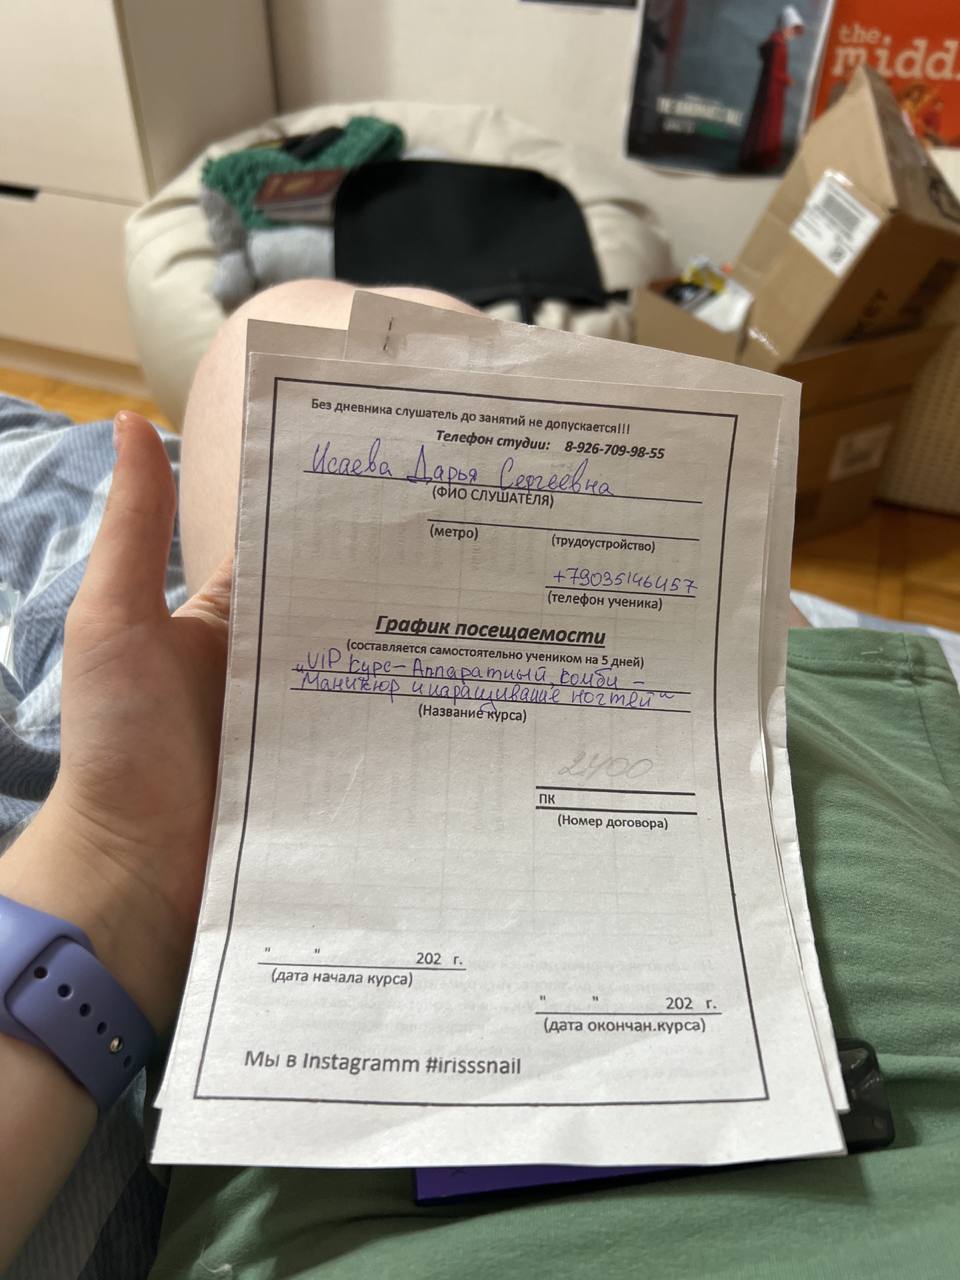 the
midd
THE HANDMAID'S TALE
Без дневника слушатель до занятий не допускается!!!
Телефон студии: 8-926-709-98-55
Исаева Дарья Сергеевна
(ФИО СЛУШАТЕЛЯ)
(метро) (трудоустройство)
+79035146457
(телефон ученика)
График посещаемости
(составляется самостоятельно учеником на 5 дней)
„VIP Курс-Аппаратный комби -
Маникюр и наращивание ногтей“
(Название курса)
2400
ПК
(Номер договора)
" " 202 г.
(дата начала курса)
" " 202 г.
(дата окончан.курса)
Мы в Instagramm #irisssnail